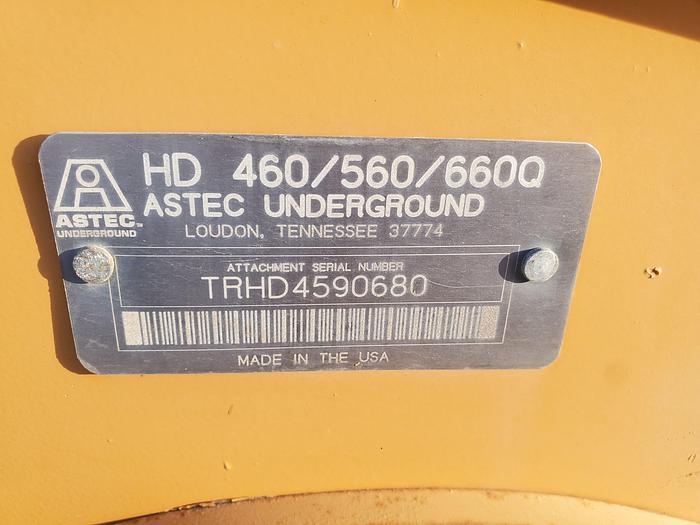 HD 460/560/660Q
ASTEC UNDERGROUND
LOUDON, TENNESSEE 37774
ASTEC
UNDERGROUND
ATTACHMENT SERIAL NUMBER
TRHD4590680
MADE IN THE USA